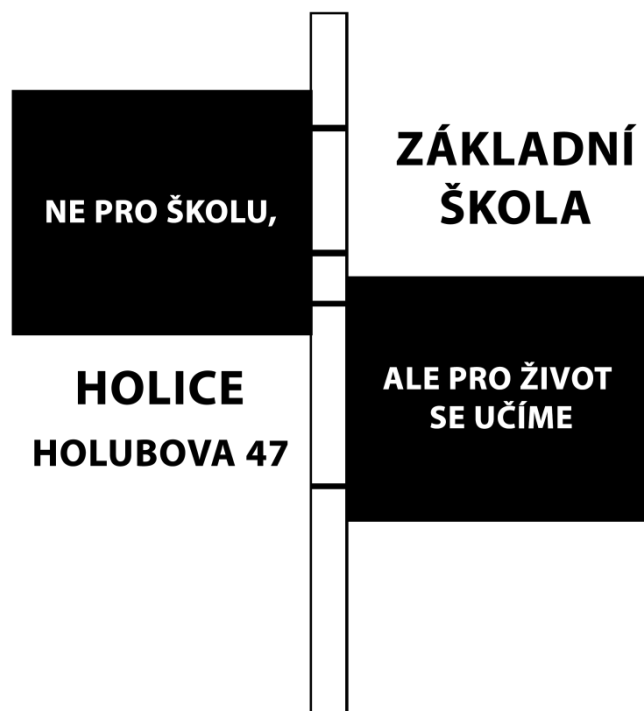 NE PRO ŠKOLU,
ZÁKLADNÍ
ŠKOLA
HOLICE
HOLUBOVA 47
ALE PRO ŽIVOT
SE UČÍME